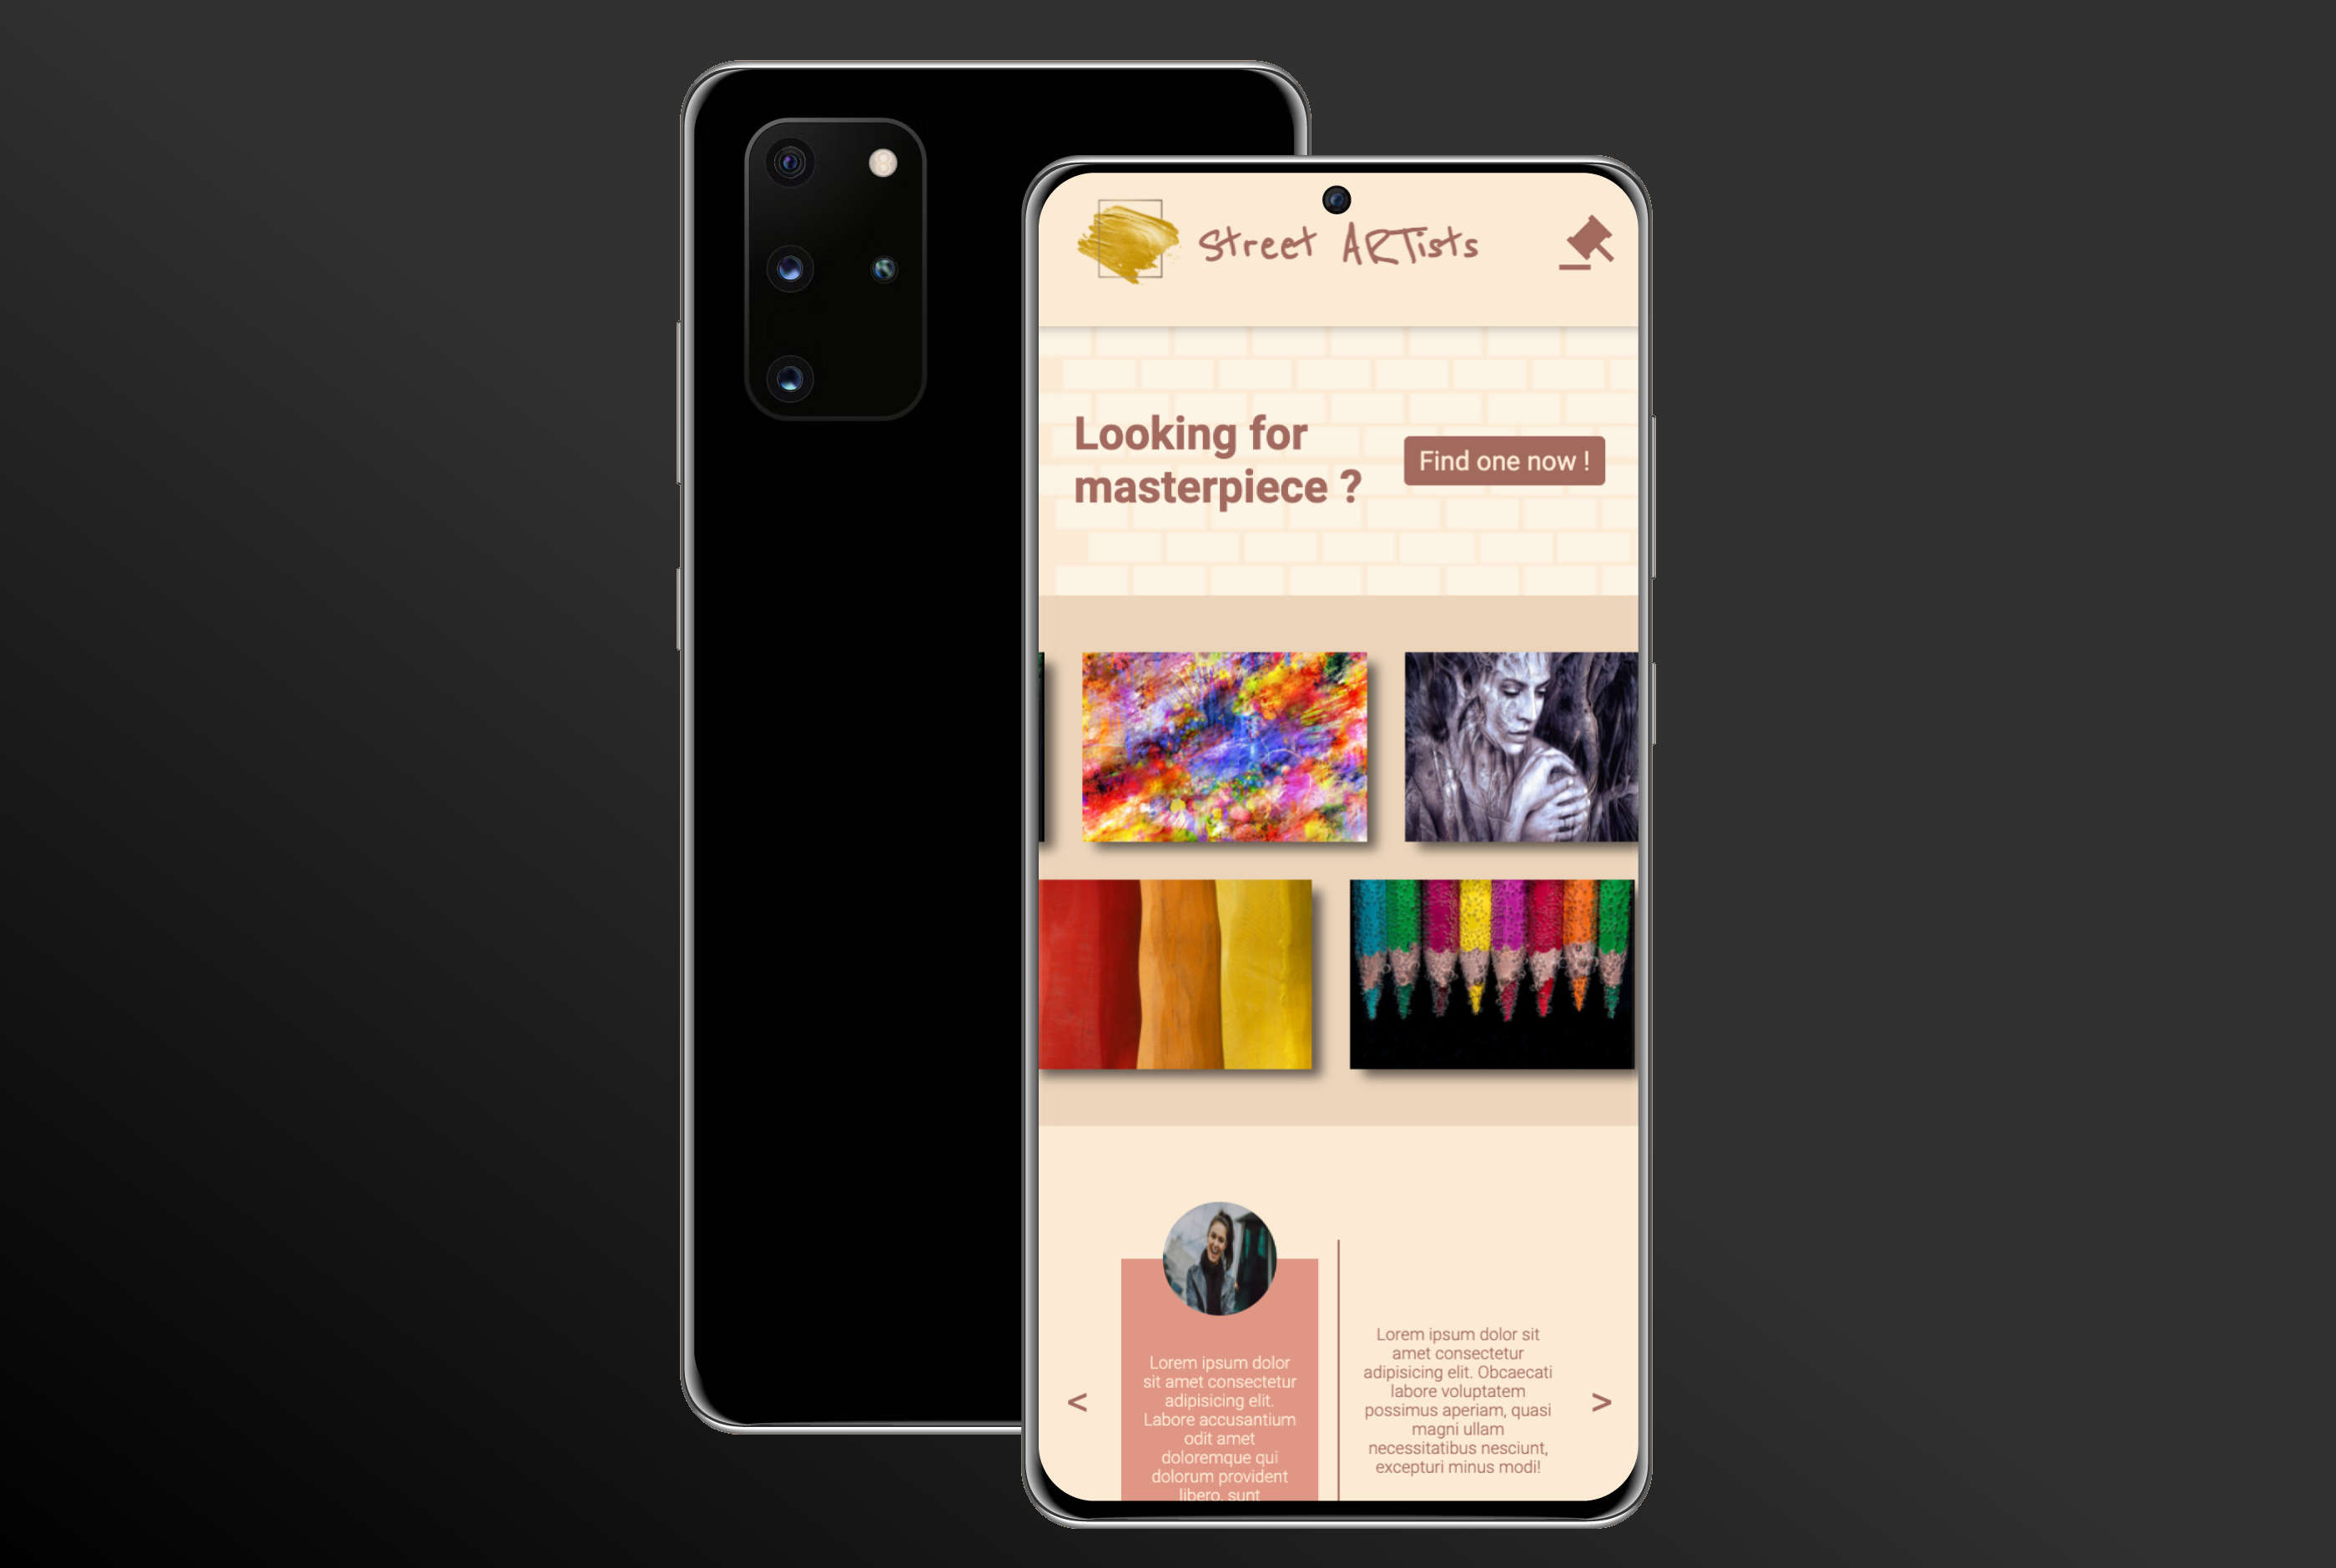 Street ARTists
Looking for
masterpiece ?
Find one now !
Lorem ipsum dolor
sit amet consectetur
adipisicing elit.
Labore accusantium
odit amet
doloremque qui
dolorum provident
libero, sunt
<
Lorem ipsum dolor sit
amet consectetur
adipisicing elit. Obcaecati
labore voluptatem
possimus aperiam, quasi
magni ullam
necessitatibus nesciunt,
excepturi minus modi!
>